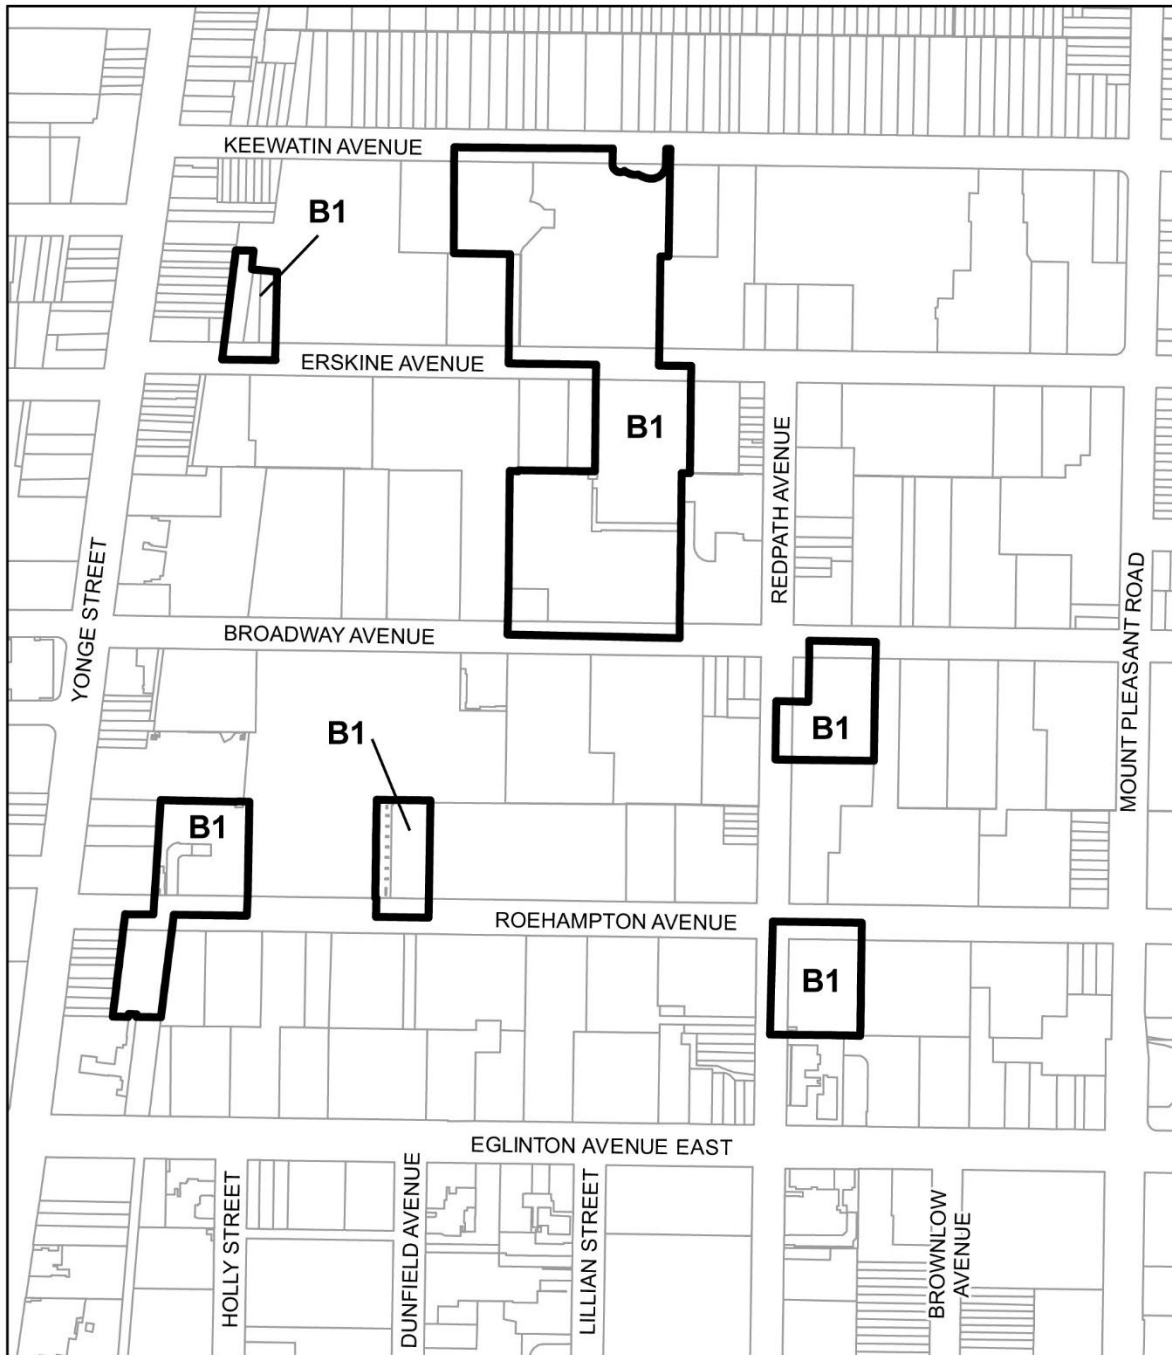 KEEWATIN AVENUE
B1
ERSKINE AVENUE
B1
REDPATH AVENUE
YONGE STREET
MOUNT PLEASANT ROAD
BROADWAY AVENUE
B1
B1
B1
ROEHAMPTON AVENUE
B1
EGLINTON AVENUE EAST
HOLLY STREET
DUNFIELD AVENUE
LILLIAN STREET
BROWNLOW
AVENUE